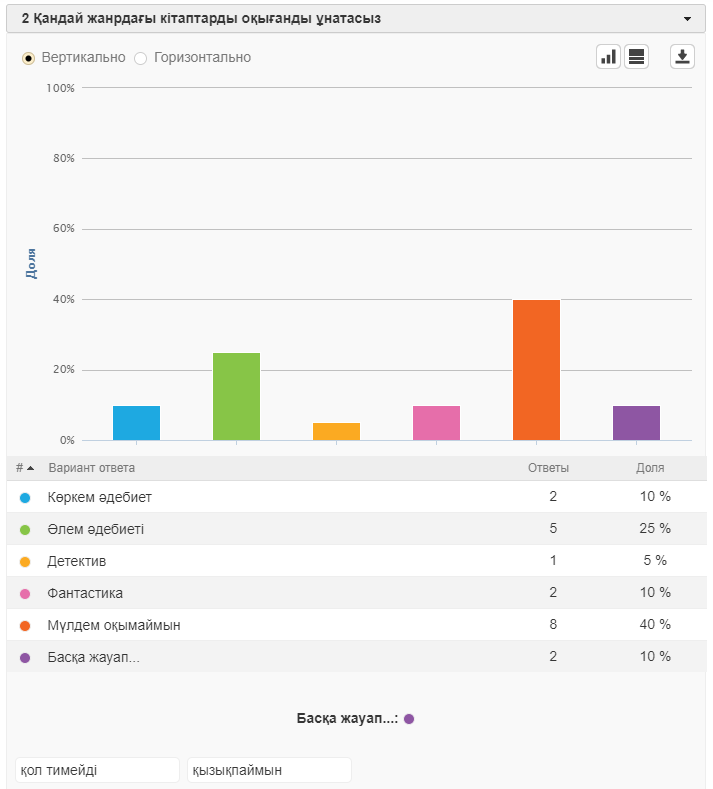 2 Қандай жанрдағы кітаптарды оқығанды ұнатасыз
Вертикально Горизонтально
100%
80%
60%
40%
20%
0%
Доля
# Вариант ответа Ответы Доля
Көркем әдебиет 2 10 %
Әлем әдебиеті 5 25 %
Детектив 1 5 %
Фантастика 2 10 %
Мүлдем оқымаймын 8 40 %
Басқа жауап... 2 10 %
Басқа жауап...:
қол тимейді қызықпаймын